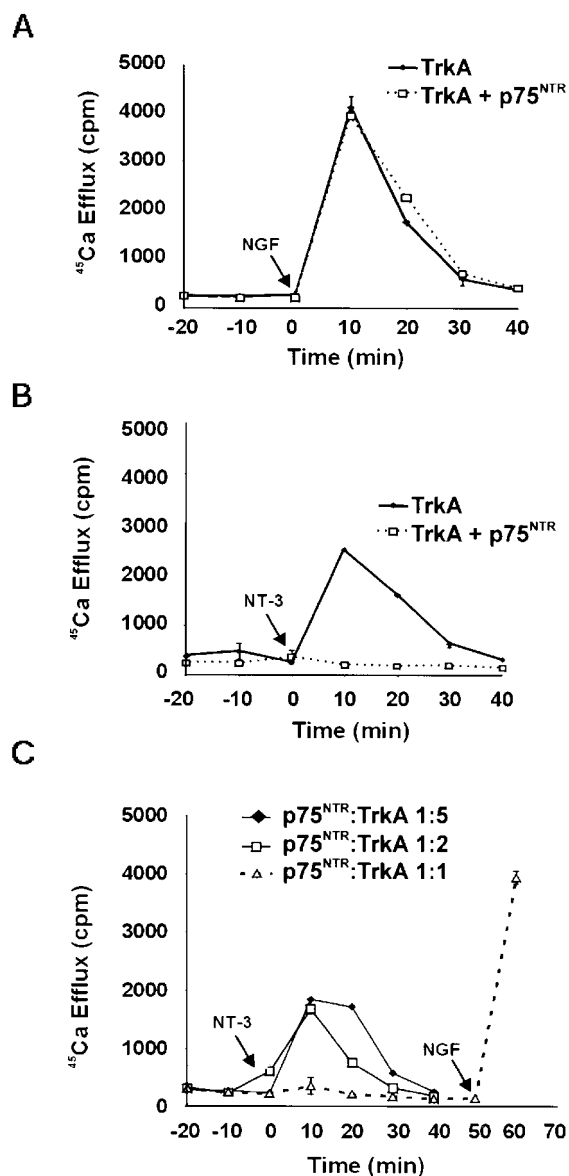 A
5000
4000
3000
2000
1000
0
⁴⁵Ca Efflux (cpm)
TrkA
TrkA + p75ᴺᵀᴿ
NGF
-20 -10 0 10 20 30 40
Time (min)
B
5000
4000
3000
2000
1000
0
⁴⁵Ca Efflux (cpm)
TrkA
TrkA + p75ᴺᵀᴿ
NT-3
-20 -10 0 10 20 30 40
Time (min)
C
5000
4000
3000
2000
1000
0
⁴⁵Ca Efflux (cpm)
p75ᴺᵀᴿ:TrkA 1:5
p75ᴺᵀᴿ:TrkA 1:2
p75ᴺᵀᴿ:TrkA 1:1
NT-3
NGF
-20 -10 0 10 20 30 40 50 60 70
Time (min)